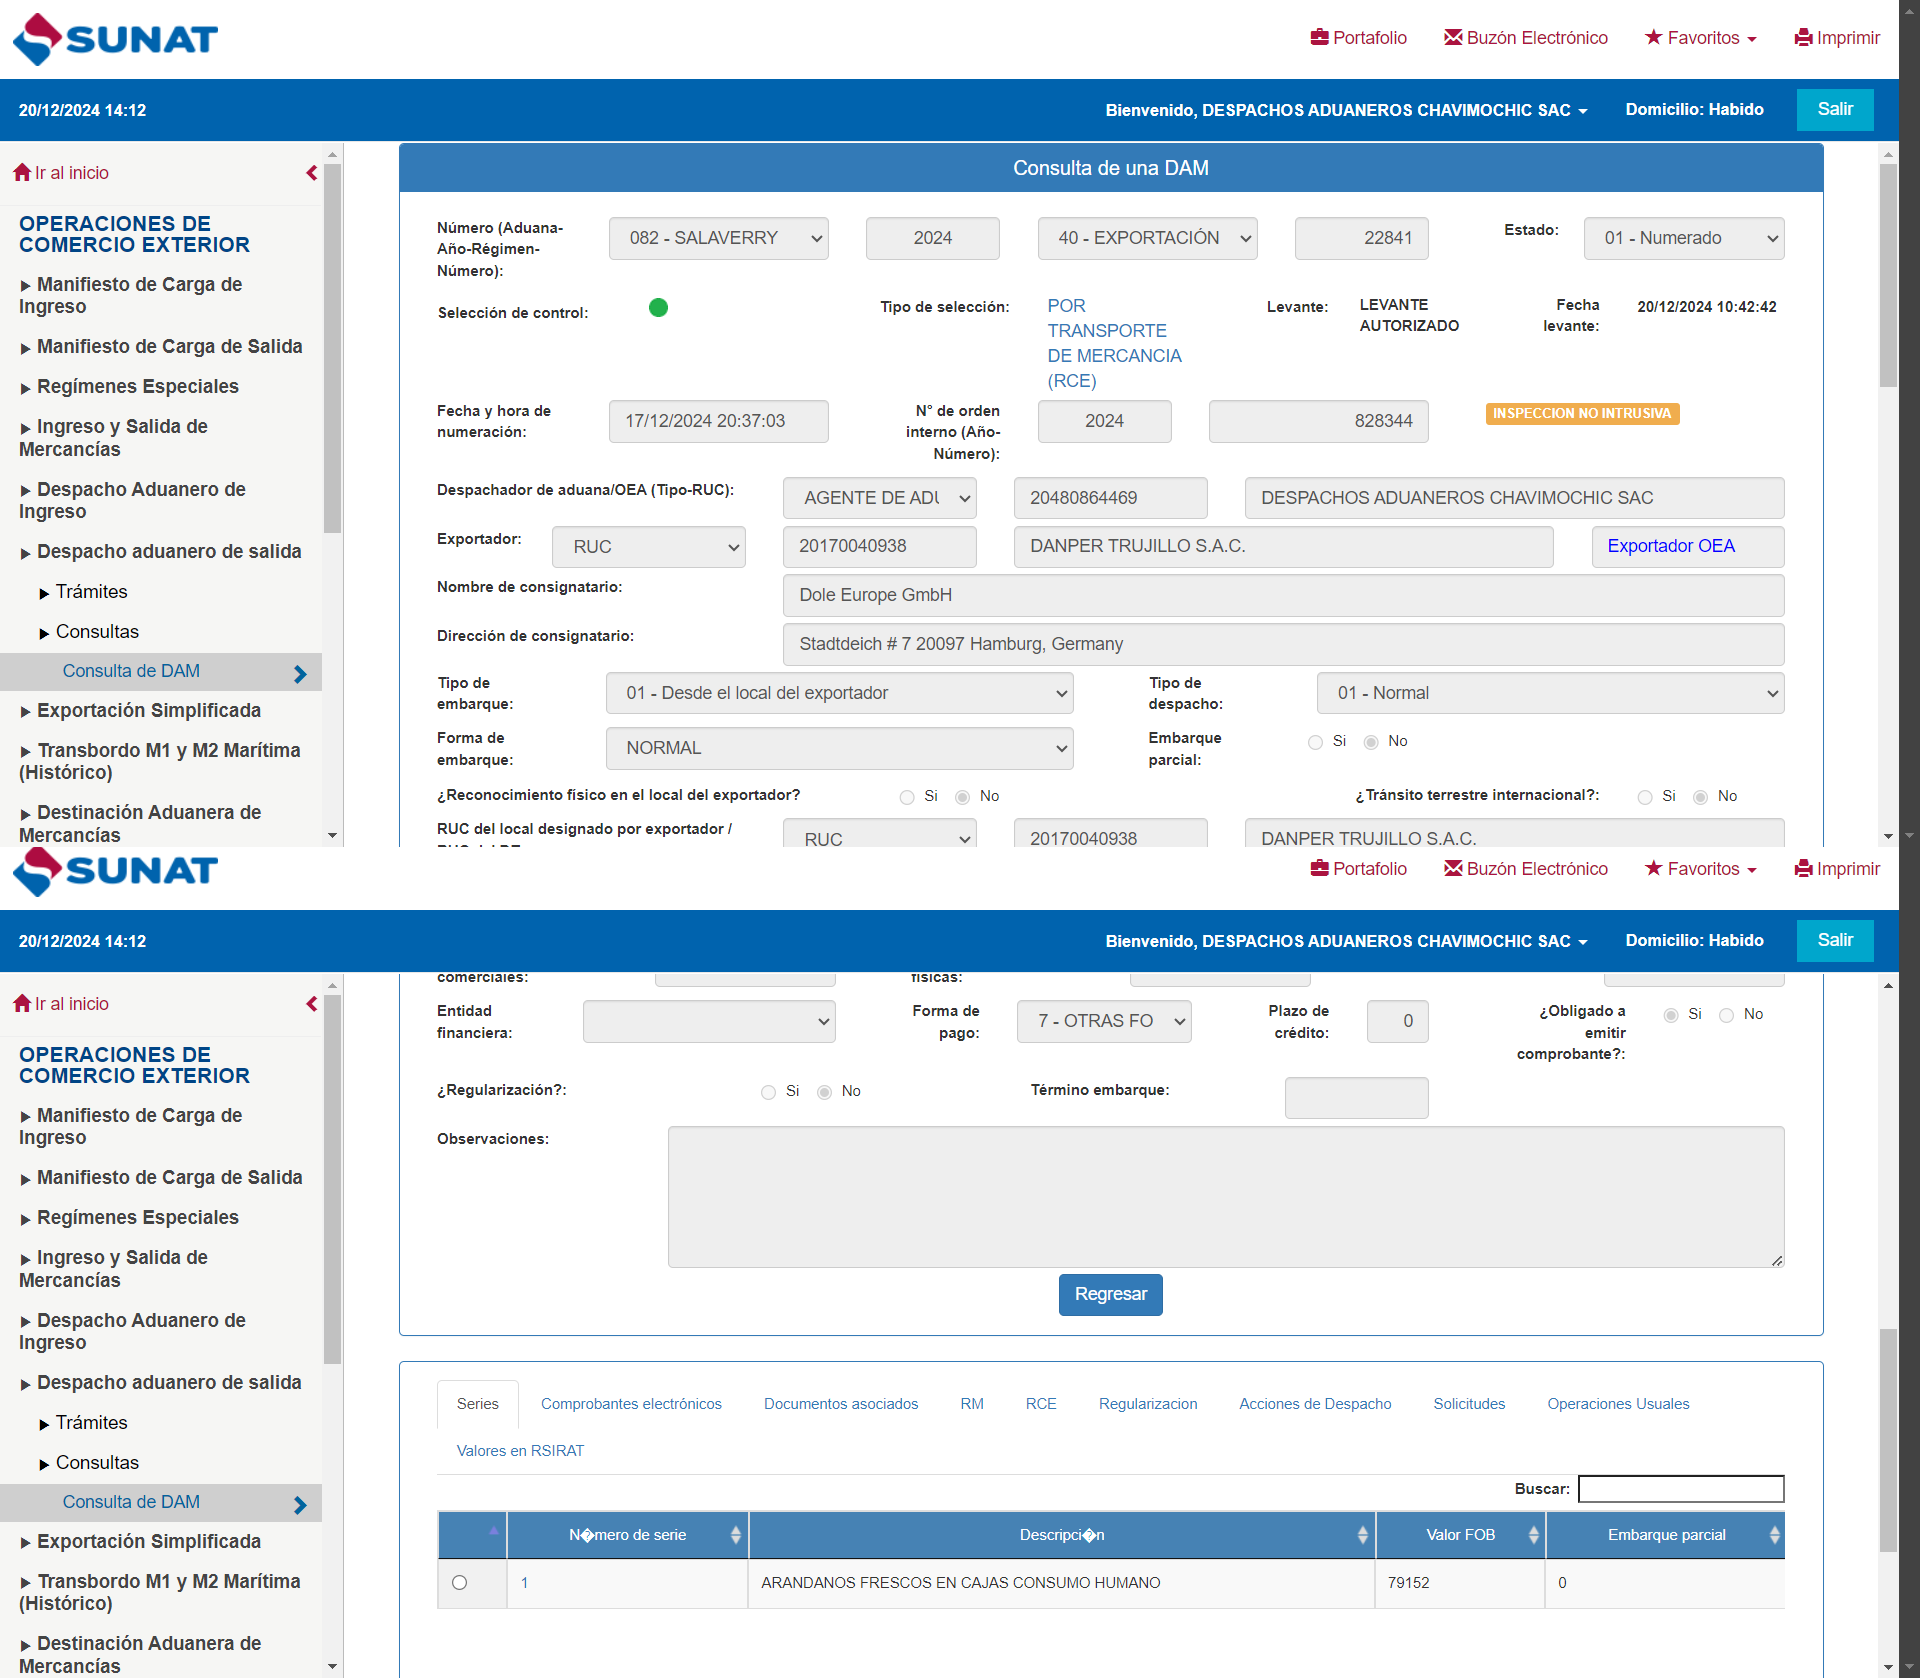 SUNAT
Portafolio
Buzón Electrónico
Favoritos
Imprimir
20/12/2024 14:12
Bienvenido, DESPACHOS ADUANEROS CHAVIMOCHIC SAC
Domicilio: Habido
Salir
Ir al inicio
OPERACIONES DE
COMERCIO EXTERIOR
Manifiesto de Carga de
Ingreso
Manifiesto de Carga de Salida
Regímenes Especiales
Ingreso y Salida de
Mercancías
Despacho Aduanero de
Ingreso
Despacho aduanero de salida
Trámites
Consultas
Consulta de DAM
Exportación Simplificada
Transbordo M1 y M2 Marítima
(Histórico)
Destinación Aduanera de
Mercancías
Consulta de una DAM
Número (Aduana-
Año-Régimen-
Número):
082 - SALAVERRY
2024
40 - EXPORTACIÓN
22841
Estado:
01 - Numerado
Selección de control:
Tipo de selección:
POR
TRANSPORTE
DE MERCANCIA
(RCE)
Levante:
LEVANTE
AUTORIZADO
Fecha
levante:
20/12/2024 10:42:42
Fecha y hora de
numeración:
17/12/2024 20:37:03
N° de orden
interno (Año-
Número):
2024
828344
INSPECCION NO INTRUSIVA
Despachador de aduana/OEA (Tipo-RUC):
AGENTE DE ADU
20480864469
DESPACHOS ADUANEROS CHAVIMOCHIC SAC
Exportador:
RUC
20170040938
DANPER TRUJILLO S.A.C.
Exportador OEA
Nombre de consignatario:
Dole Europe GmbH
Dirección de consignatario:
Stadtdeich # 7 20097 Hamburg, Germany
Tipo de
embarque:
01 - Desde el local del exportador
Tipo de
despacho:
01 - Normal
Forma de
embarque:
NORMAL
Embarque
parcial:
Si
No
¿Reconocimiento físico en el local del exportador?
Si
No
¿Tránsito terrestre internacional?:
Si
No
RUC del local designado por exportador /
RUC
20170040938
DANPER TRUJILLO S.A.C.
SUNAT
Portafolio
Buzón Electrónico
Favoritos
Imprimir
20/12/2024 14:12
Bienvenido, DESPACHOS ADUANEROS CHAVIMOCHIC SAC
Domicilio: Habido
Salir
Ir al inicio
OPERACIONES DE
COMERCIO EXTERIOR
Manifiesto de Carga de
Ingreso
Manifiesto de Carga de Salida
Regímenes Especiales
Ingreso y Salida de
Mercancías
Despacho Aduanero de
Ingreso
Despacho aduanero de salida
Trámites
Consultas
Consulta de DAM
Exportación Simplificada
Transbordo M1 y M2 Marítima
(Histórico)
Destinación Aduanera de
Mercancías
comerciales:
físicas:
Entidad
financiera:
Forma de
pago:
7 - OTRAS FO
Plazo de
crédito:
0
¿Obligado a
emitir
comprobante?:
Si
No
¿Regularización?:
Si
No
Término embarque:
Observaciones:
Regresar
Series
Comprobantes electrónicos
Documentos asociados
RM
RCE
Regularizacion
Acciones de Despacho
Solicitudes
Operaciones Usuales
Valores en RSIRAT
Buscar:
N�mero de serie
Descripci�n
Valor FOB
Embarque parcial
1
ARANDANOS FRESCOS EN CAJAS CONSUMO HUMANO
79152
0